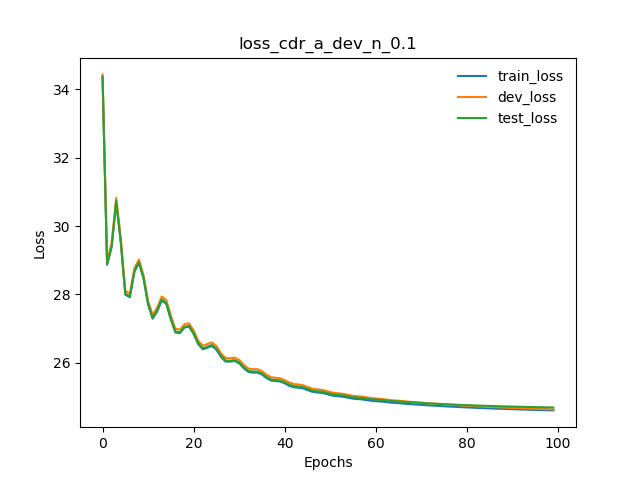 loss_cdr_a_dev_n_0.1
train_loss
dev_loss
test_loss
Loss
34
32
30
28
26
0 20 40 60 80 100
Epochs